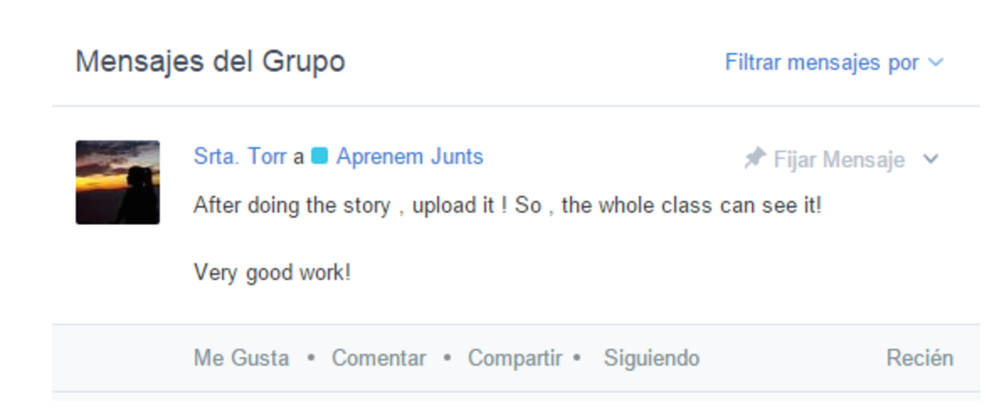 Mensajes del Grupo
Filtrar mensajes por
Srta. Torr a Aprenem Junts
Fijar Mensaje
After doing the story , upload it ! So , the whole class can see it!
Very good work!
Me Gusta • Comentar • Compartir • Siguiendo
Recién